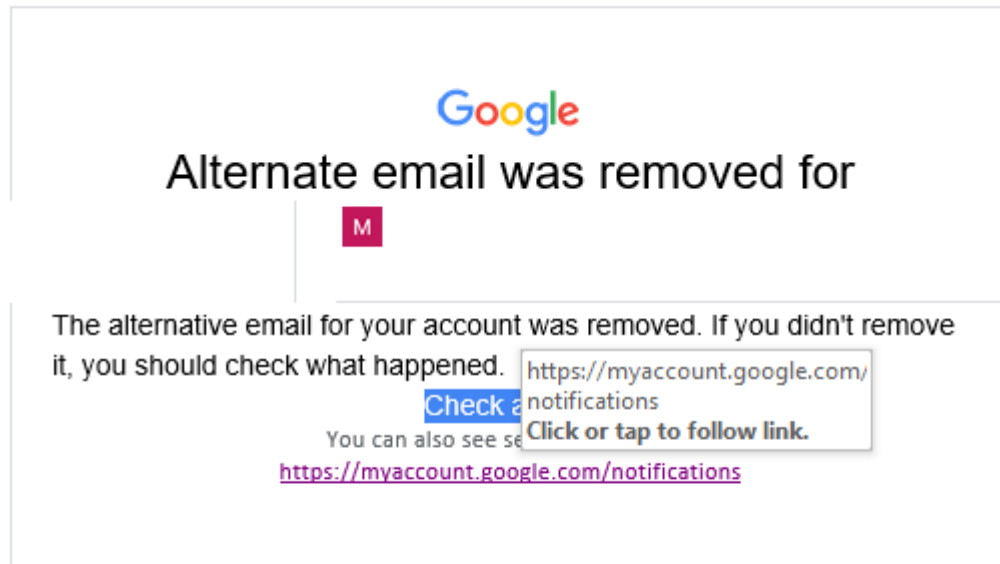 Google
Alternate email was removed for
M
The alternative email for your account was removed. If you didn't remove
it, you should check what happened.
https://myaccount.google.com/
notifications
Click or tap to follow link.
Check
You can also see
https://myaccount.google.com/notifications